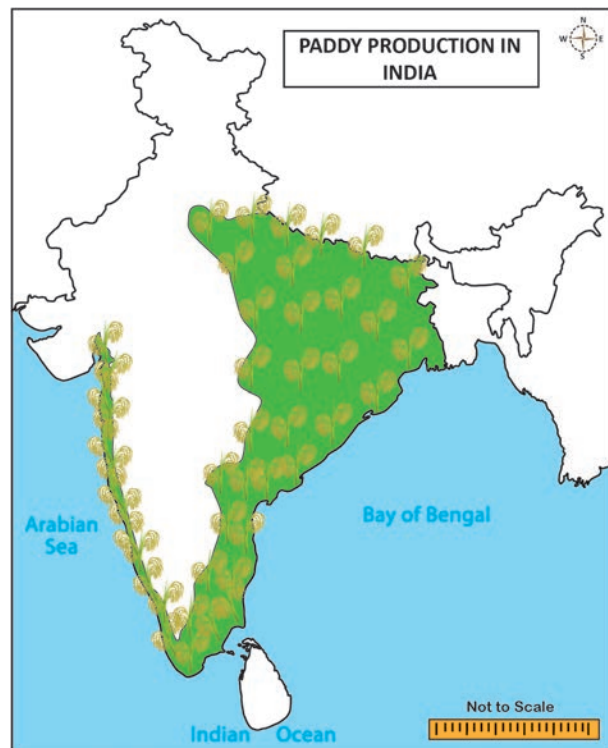 PADDY PRODUCTION IN
INDIA
N
W
E
S
Arabian
Sea
Bay of Bengal
Indian Ocean
Not to Scale